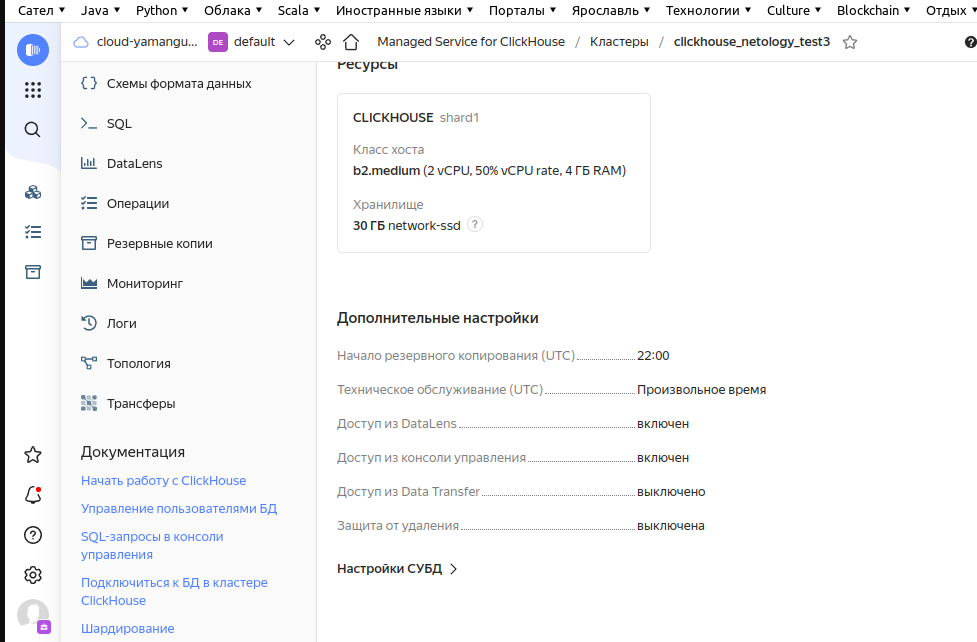 Сател Java Python Облака Scala Иностранные языки Порталы Ярославль Технологии Culture Blockchain Отдых
cloud-yamangu... DE default Managed Service for ClickHouse / Кластеры / clickhouse_netology_test3 ?
Схемы формата данных
SQL
DataLens
Операции
Резервные копии
Мониторинг
Логи
Топология
Трансферы
Документация
Начать работу с ClickHouse
Управление пользователями БД
SQL-запросы в консоли
управления
Подключиться к БД в кластере
ClickHouse
Шардирование
Ресурсы
CLICKHOUSE shard1
Класс хоста
b2.medium (2 vCPU, 50% vCPU rate, 4 ГБ RAM)
Хранилище
30 ГБ network-ssd ?
Дополнительные настройки
Начало резервного копирования (UTC) 22:00
Техническое обслуживание (UTC) Произвольное время
Доступ из DataLens включен
Доступ из консоли управления включен
Доступ из Data Transfer выключено
Защита от удаления выключена
Настройки СУБД